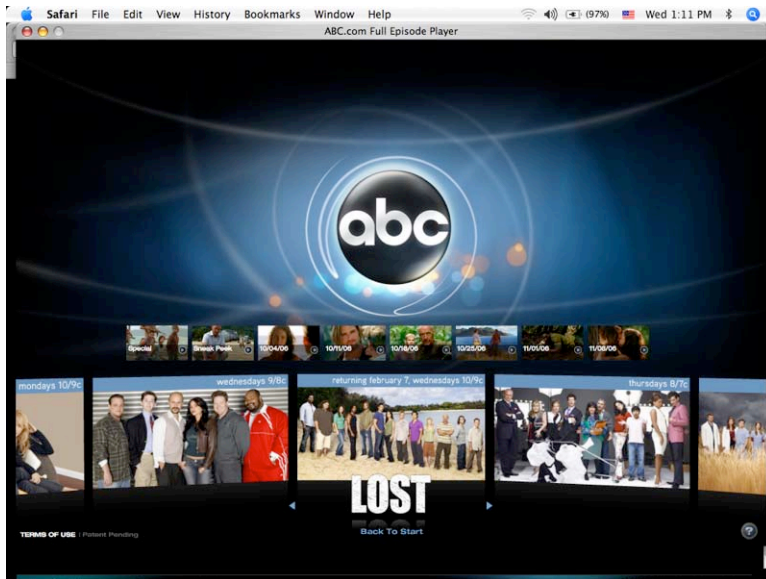 Safari File Edit View History Bookmarks Window Help (97%) Wed 1:11 PM
ABC.com Full Episode Player
abc
Special Sneak Peek 10/04/06 10/11/06 10/18/06 10/25/06 11/01/06 11/08/06
mondays 10/9c wednesdays 9/8c returning february 7, wednesdays 10/9c thursdays 8/7c
LOST
Back To Start
TERMS OF USE | Patent Pending ?